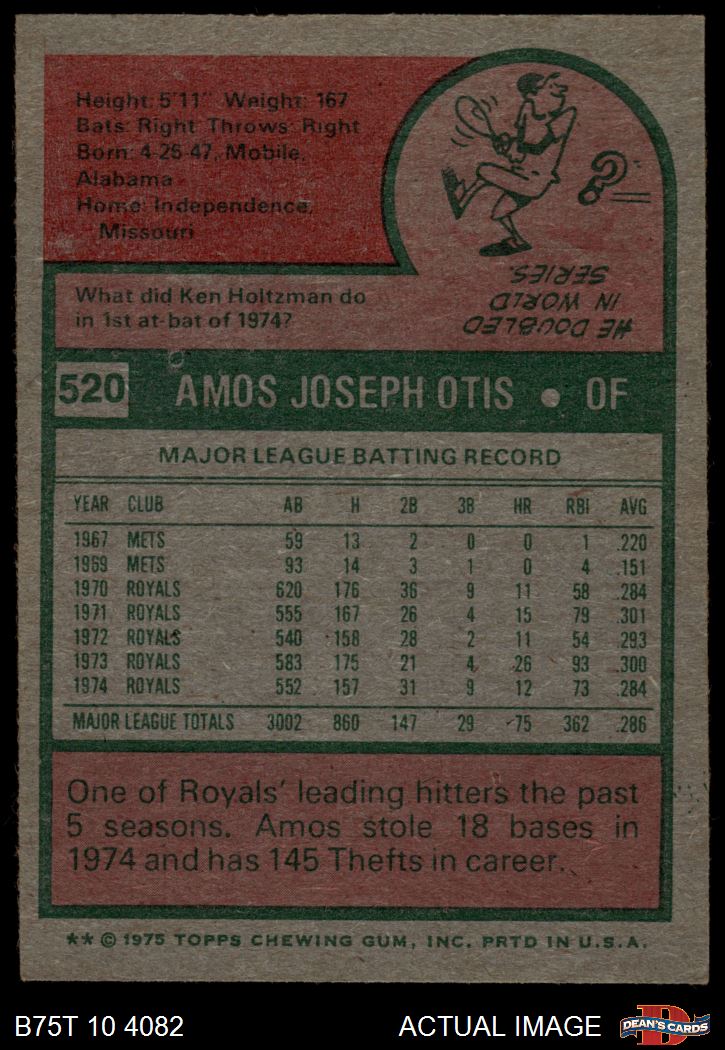 Height: 5'11" Weight: 167
Bats: Right Throws: Right
Born: 4-26-47, Mobile,
Alabama
Home: Independence,
Missouri
What did Ken Holtzman do
in 1st at-bat of 1974?
HE DOUBLED
IN WORLD
SERIES.
?
520 AMOS JOSEPH OTIS • OF
MAJOR LEAGUE BATTING RECORD
YEAR CLUB AB H 2B 3B HR RBI AVG
1967 METS 59 13 2 0 0 1 .220
1969 METS 93 14 3 1 0 4 .151
1970 ROYALS 620 176 36 9 11 58 .284
1971 ROYALS 555 167 26 4 15 79 .301
1972 ROYALS 540 158 28 2 11 54 .293
1973 ROYALS 583 175 21 4 26 93 .300
1974 ROYALS 552 157 31 9 12 73 .284
MAJOR LEAGUE TOTALS 3002 860 147 29 75 362 .286
One of Royals' leading hitters the past
5 seasons. Amos stole 18 bases in
1974 and has 145 Thefts in career.
** © 1975 TOPPS CHEWING GUM, INC. PRTD IN U.S.A.
B75T 10 4082 ACTUAL IMAGE DEAN'S CARDS